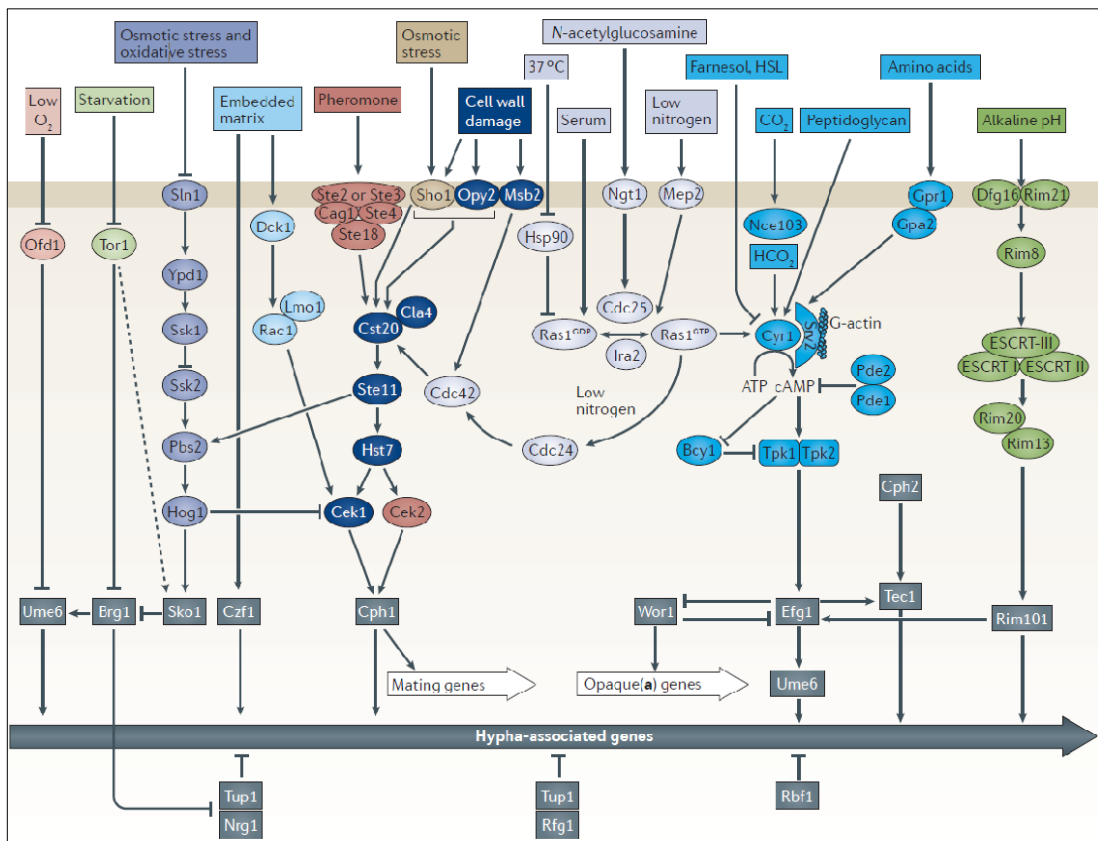 Osmotic stress and
oxidative stress
Osmotic
stress
N-acetylglucosamine
37 °C
Farnesol, HSL
Amino acids
Low
O2
Starvation
Embedded
matrix
Pheromone
Cell wall
damage
Serum
Low
nitrogen
CO2
Peptidoglycan
Alkaline pH
Sln1
Ste2 or Ste3
Cag1
Ste4
Ste18
Sho1
Opy2
Msb2
Ngt1
Mep2
Gpr1
Gpa2
Dfg16
Rim21
Ofd1
Tor1
Dck1
Hsp90
Nce103
HCO2
Rim8
Ypd1
Ssk1
Lmo1
Rac1
Cst20
Cla4
Cdc25
Ras1GDP
Ira2
Ras1GTP
Cyr1
Srv2
G-actin
ESCRT-III
ESCRT I
ESCRT II
Ssk2
Ste11
Cdc42
Low
nitrogen
ATP
cAMP
Pde2
Pde1
Rim20
Rim13
Pbs2
Hst7
Cdc24
Bcy1
Tpk1
Tpk2
Cph2
Hog1
Cek1
Cek2
Ume6
Brg1
Sko1
Czf1
Cph1
Wor1
Efg1
Tec1
Rim101
Mating genes
Opaque(a) genes
Ume6
Hypha-associated genes
Tup1
Nrg1
Tup1
Rfg1
Rbf1